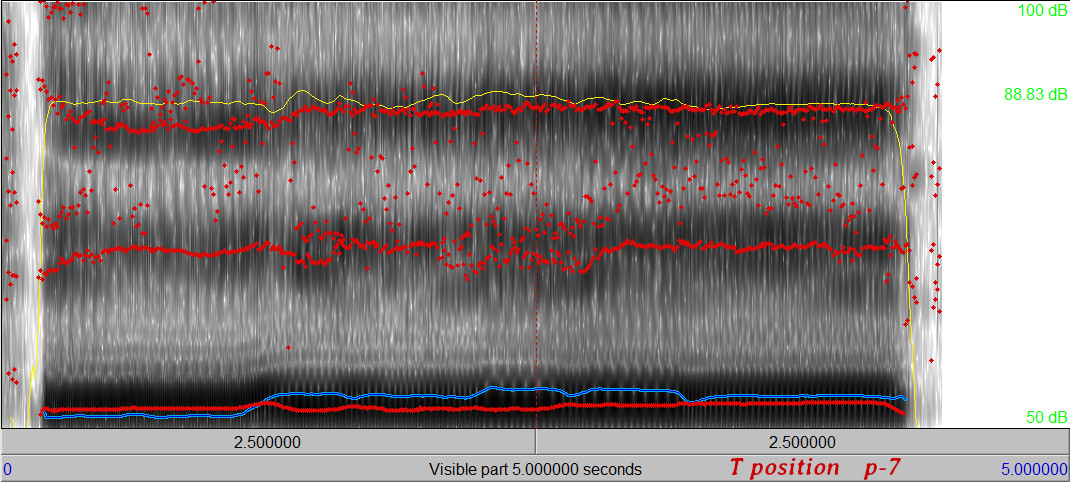 100 dB
88.83 dB
50 dB
2.500000 2.500000
0 Visible part 5.000000 seconds T position p-7 5.000000